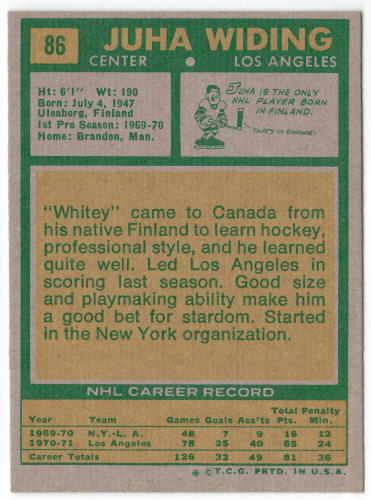 86
JUHA WIDING
CENTER
LOS ANGELES
Ht: 6'1" Wt: 190
Born: July 4, 1947
Uleaborg, Finland
1st Pro Season: 1969-70
Home: Brandon, Man.
JUHA IS THE ONLY
NHL PLAYER BORN
IN FINLAND.
THAT'S IN EUROPE!
"Whitey" came to Canada from
his native Finland to learn hockey,
professional style, and he learned
quite well. Led Los Angeles in
scoring last season. Good size
and playmaking ability make him
a good bet for stardom. Started
in the New York organization.
NHL CAREER RECORD
Total Penalty
Year Team Games Goals Ass'ts Pts. Min.
1969-70 N.Y.-L. A. 48 7 9 16 12
1970-71 Los Angeles 78 25 40 65 24
Career Totals 126 32 49 81 36
* © T.C.G. PRTD. IN U.S.A.